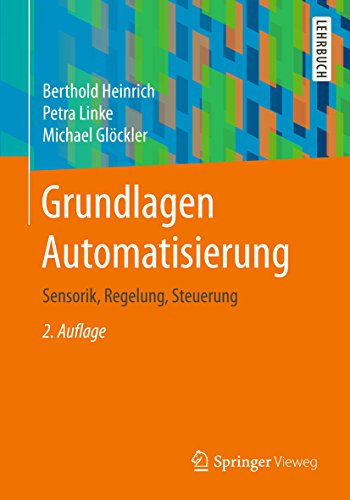 LEHRBUCH
Berthold Heinrich
Petra Linke
Michael Glöckler
Grundlagen
Automatisierung
Sensorik, Regelung, Steuerung
2. Auflage
Springer Vieweg